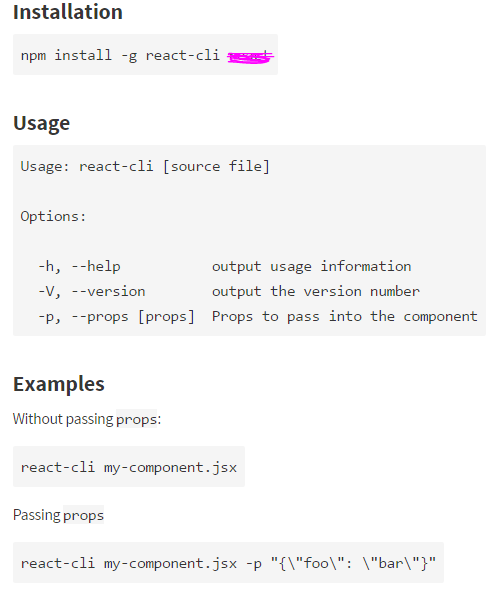 Installation
npm install -g react-cli
Usage
Usage: react-cli [source file]
Options:
-h, --help output usage information
-V, --version output the version number
-p, --props [props] Props to pass into the component
Examples
Without passing props:
react-cli my-component.jsx
Passing props
react-cli my-component.jsx -p "{\"foo\": \"bar\"}"